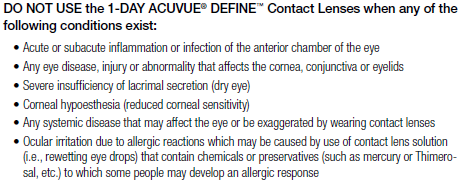 DO NOT USE the 1-DAY ACUVUE® DEFINE™ Contact Lenses when any of the
following conditions exist:
• Acute or subacute inflammation or infection of the anterior chamber of the eye
• Any eye disease, injury or abnormality that affects the cornea, conjunctiva or eyelids
• Severe insufficiency of lacrimal secretion (dry eye)
• Corneal hypoesthesia (reduced corneal sensitivity)
• Any systemic disease that may affect the eye or be exaggerated by wearing contact lenses
• Ocular irritation due to allergic reactions which may be caused by use of contact lens solution
(i.e., rewetting eye drops) that contain chemicals or preservatives (such as mercury or Thimero-
sal, etc.) to which some people may develop an allergic response